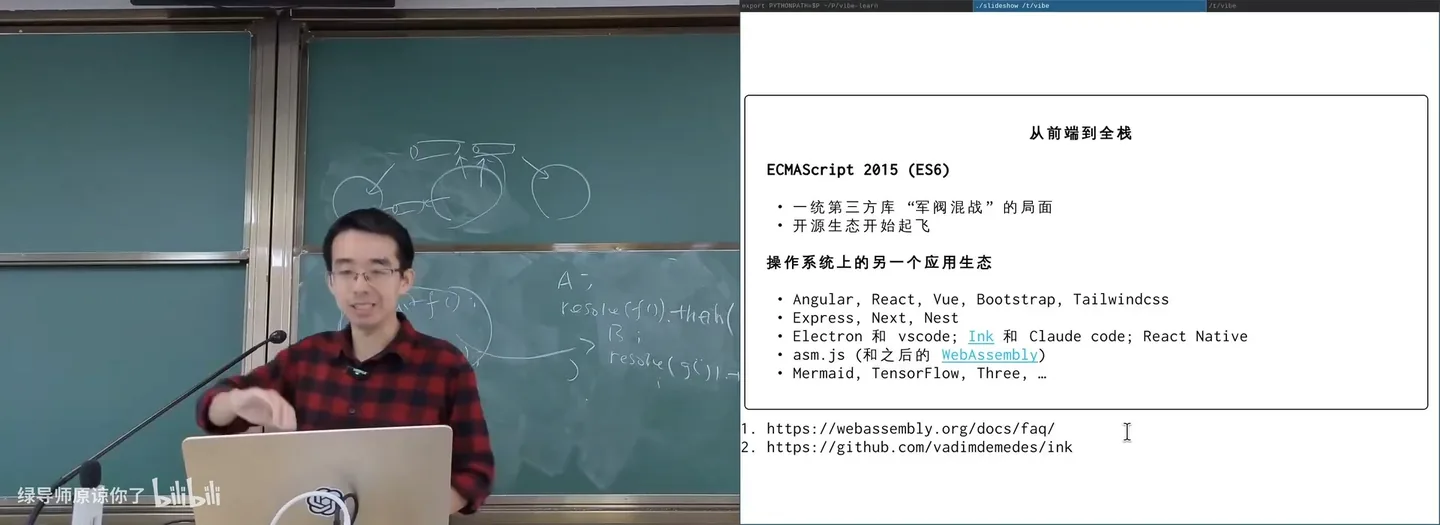 export PYTHONPATH=$P ~/P/vibe-learn
./slideshow /t/vibe
/t/vibe
从前端到全栈
ECMAScript 2015 (ES6)
• 一统第三方库 “军阀混战” 的局面
• 开源生态开始起飞
操作系统上的另一个应用生态
• Angular, React, Vue, Bootstrap, Tailwindcss
• Express, Next, Nest
• Electron 和 vscode; Ink 和 Claude code; React Native
• asm.js (和之后的 WebAssembly)
• Mermaid, TensorFlow, Three, …
1. https://webassembly.org/docs/faq/
2. https://github.com/vadimdemedes/ink
A;
resolve(f()).then(
B;
resolve(g())
)
绿导师原谅你了 bilibili